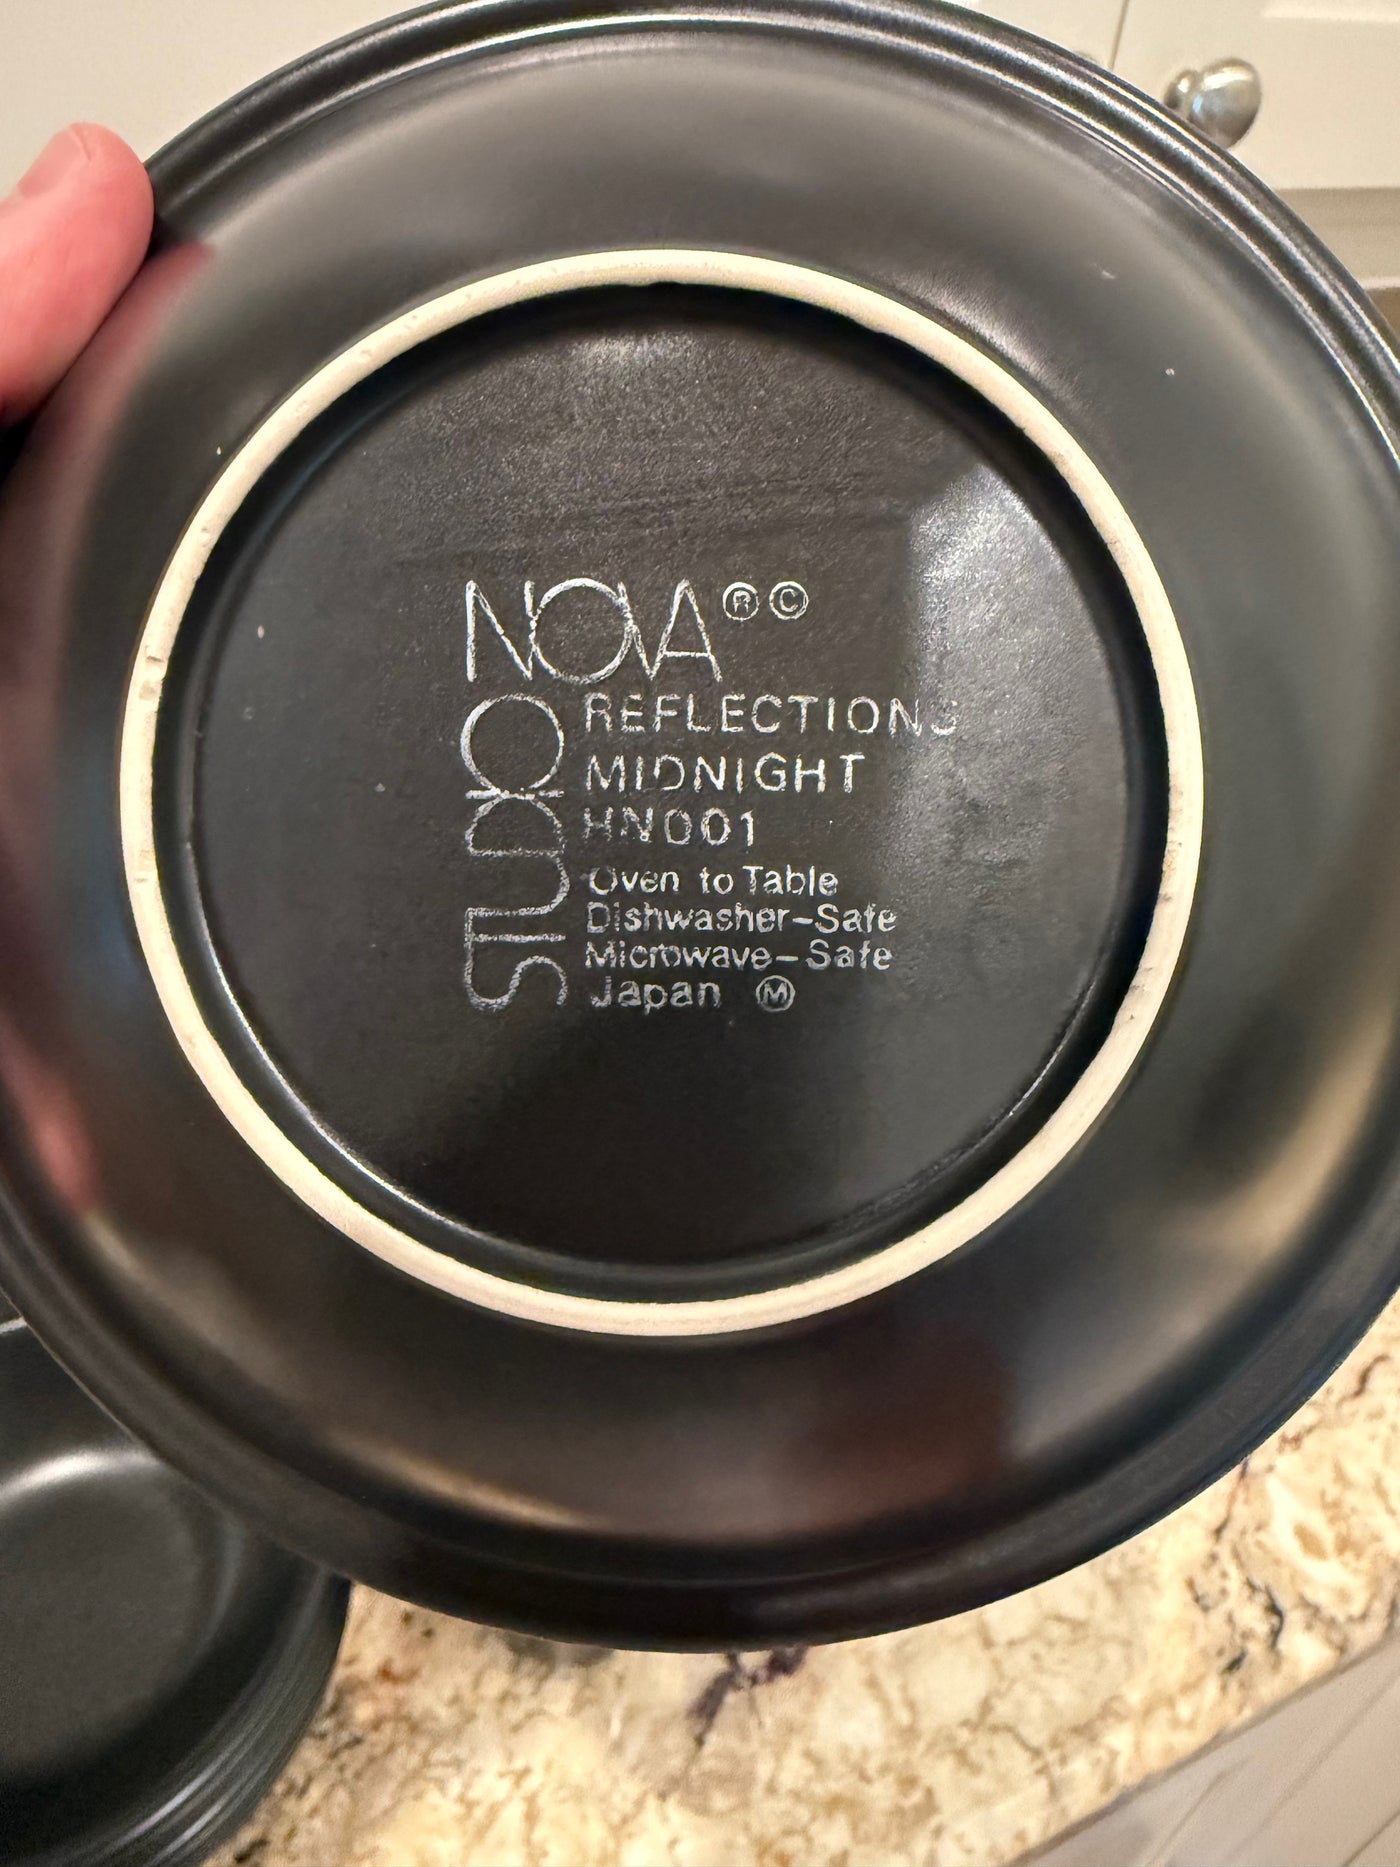 NOVA ® ©
STUDIO
REFLECTIONS
MIDNIGHT
HN001
Oven to Table
Dishwasher-Safe
Microwave-Safe
Japan Ⓜ